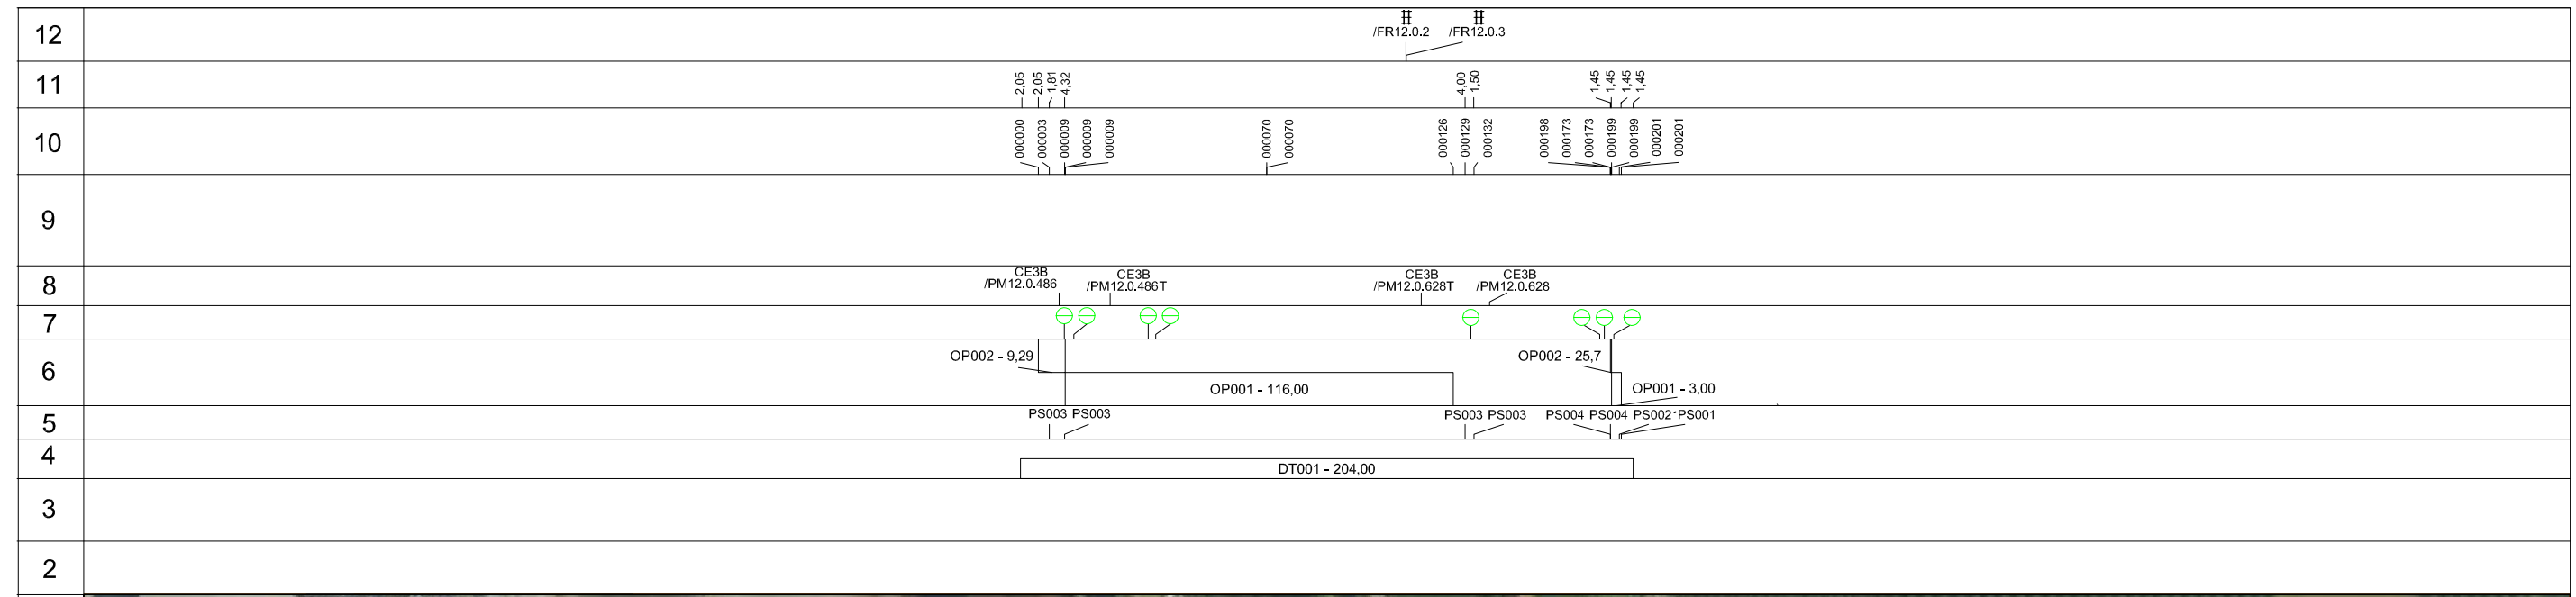 12
/FR12.0.2 /FR12.0.3
11
2,05 2,05 1,81 4,32 4,00 1,50 1,45 1,45 1,45 1,45
10
000000 000003 000009 000009 000009 000070 000070 000126 000129 000132 000198 000173 000173 000199 000199 000201 000201
9
8
CE3B CE3B CE3B CE3B
/PM12.0.486 /PM12.0.486T /PM12.0.628T /PM12.0.628
7
6
OP002 - 9,29 OP002 - 25,7
OP001 - 116,00 OP001 - 3,00
5
PS003 PS003 PS003 PS003 PS004 PS004 PS002 PS001
4
DT001 - 204,00
3
2